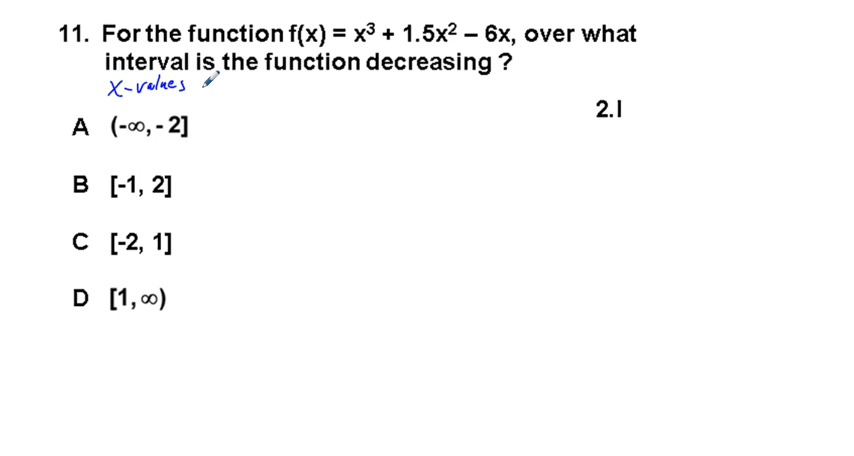 11. For the function f(x) = x³ + 1.5x² – 6x, over what
interval is the function decreasing ?
x-values
2.1
A (-∞, - 2]
B [-1, 2]
C [-2, 1]
D [1, ∞)